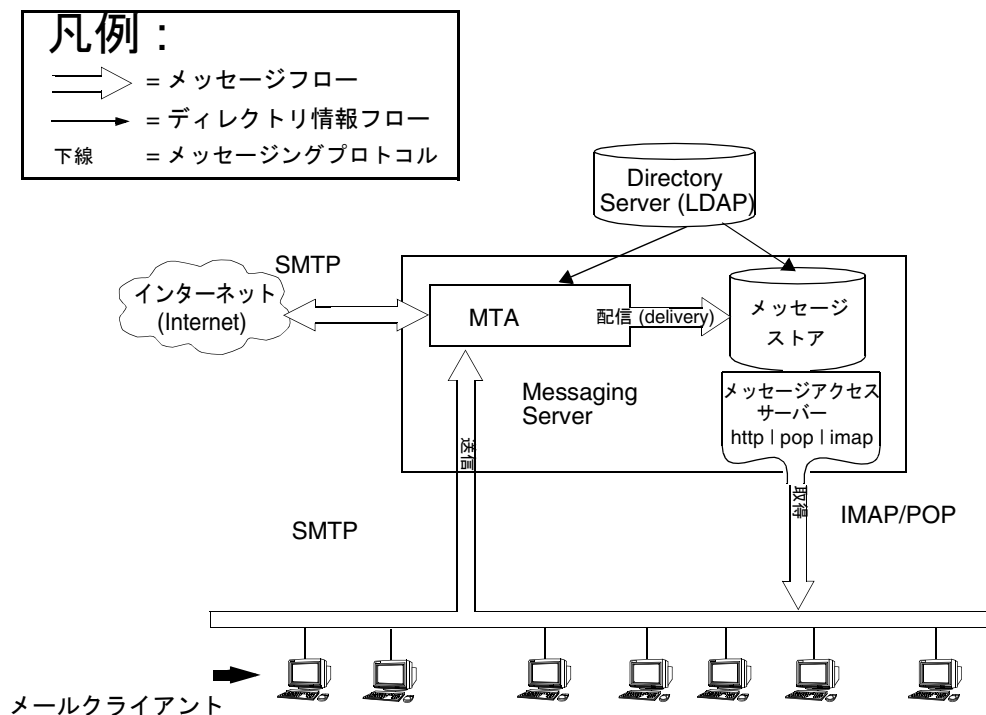 凡例：
= メッセージフロー
= ディレクトリ情報フロー
下線 = メッセージングプロトコル
Directory
Server (LDAP)
SMTP
インターネット
(Internet)
MTA
配信 (delivery)
メッセージ
ストア
Messaging
Server
メッセージアクセス
サーバー
http | pop | imap
送信
取得
SMTP
IMAP/POP
メールクライアント